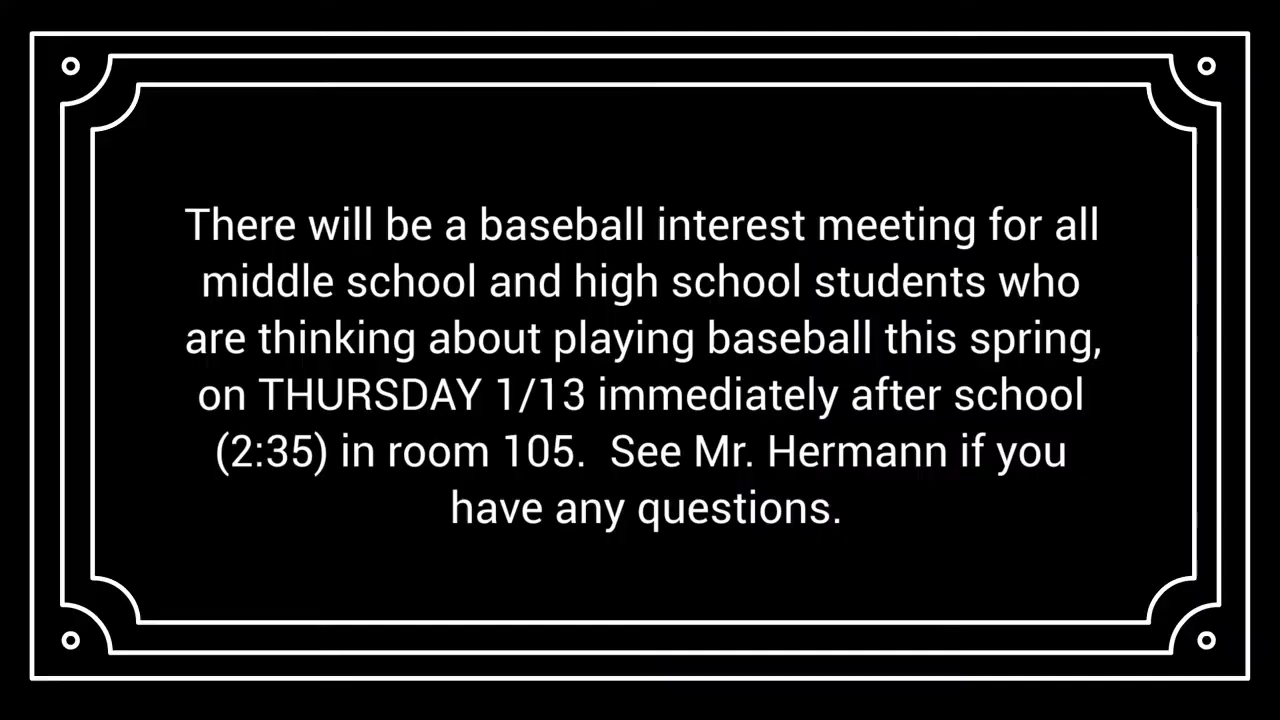 There will be a baseball interest meeting for all
middle school and high school students who
are thinking about playing baseball this spring,
on THURSDAY 1/13 immediately after school
(2:35) in room 105.  See Mr. Hermann if you
have any questions.